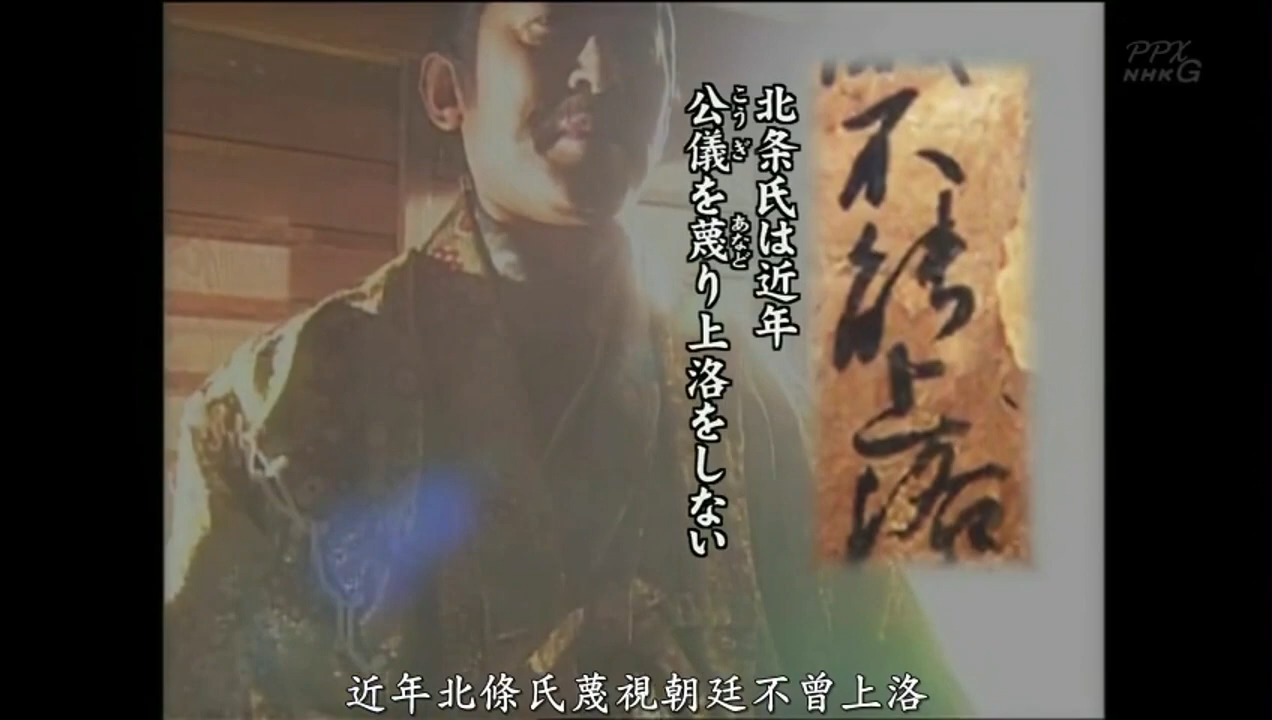 不能上洛
北条氏は近年
こうぎ
あなど
公儀を蔑り上洛をしない
近年北條氏蔑視朝廷不曾上洛
PPX
NHK G